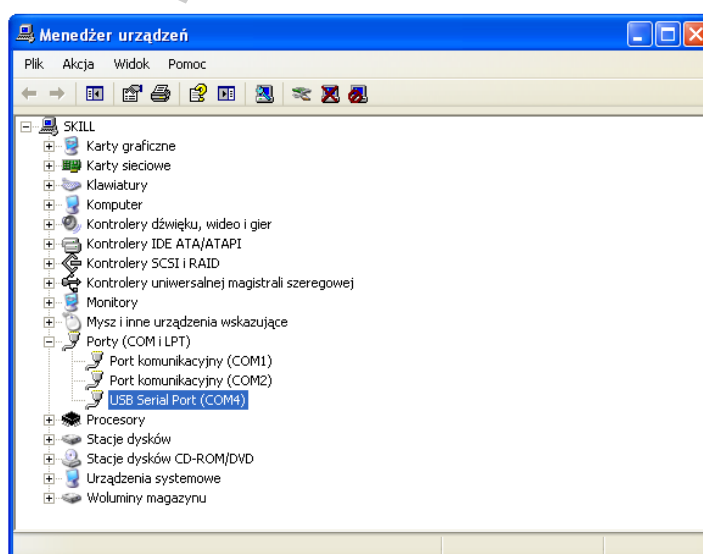 Menedżer urządzeń
Plik Akcja Widok Pomoc
SKILL
Karty graficzne
Karty sieciowe
Klawiatury
Komputer
Kontrolery dźwięku, wideo i gier
Kontrolery IDE ATA/ATAPI
Kontrolery SCSI i RAID
Kontrolery uniwersalnej magistrali szeregowej
Monitory
Mysz i inne urządzenia wskazujące
Porty (COM i LPT)
Port komunikacyjny (COM1)
Port komunikacyjny (COM2)
USB Serial Port (COM4)
Procesory
Stacje dysków
Stacje dysków CD-ROM/DVD
Urządzenia systemowe
Woluminy magazynu